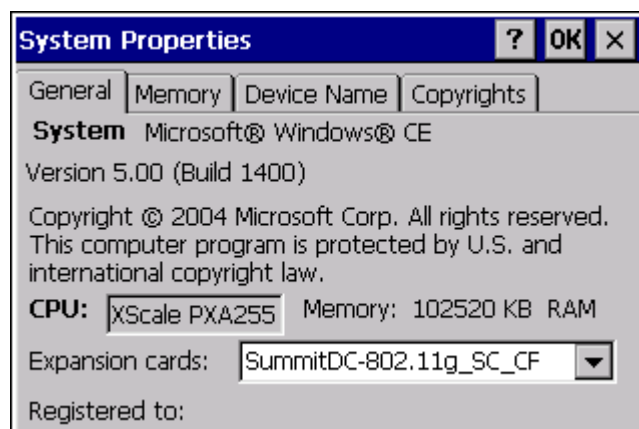 System Properties ? OK ×
General Memory Device Name Copyrights
System Microsoft® Windows® CE
Version 5.00 (Build 1400)
Copyright © 2004 Microsoft Corp. All rights reserved.
This computer program is protected by U.S. and
international copyright law.
CPU: XScale PXA255 Memory: 102520 KB RAM
Expansion cards: SummitDC-802.11g_SC_CF
Registered to: